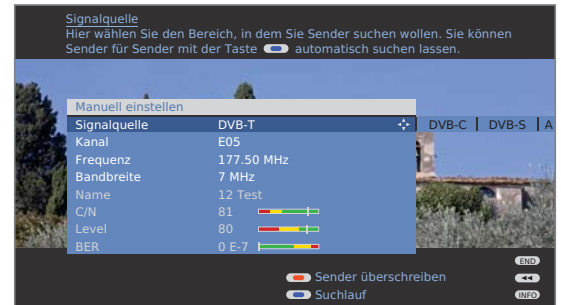 Signalquelle
Hier wählen Sie den Bereich, in dem Sie Sender suchen wollen. Sie können
Sender für Sender mit der Taste automatisch suchen lassen.
Manuell einstellen
Signalquelle DVB-T DVB-C DVB-S A
Kanal E05
Frequenz 177.50 MHz
Bandbreite 7 MHz
Name 12 Test
C/N 81
Level 80
BER 0 E-7
END
Sender überschreiben
Suchlauf INFO